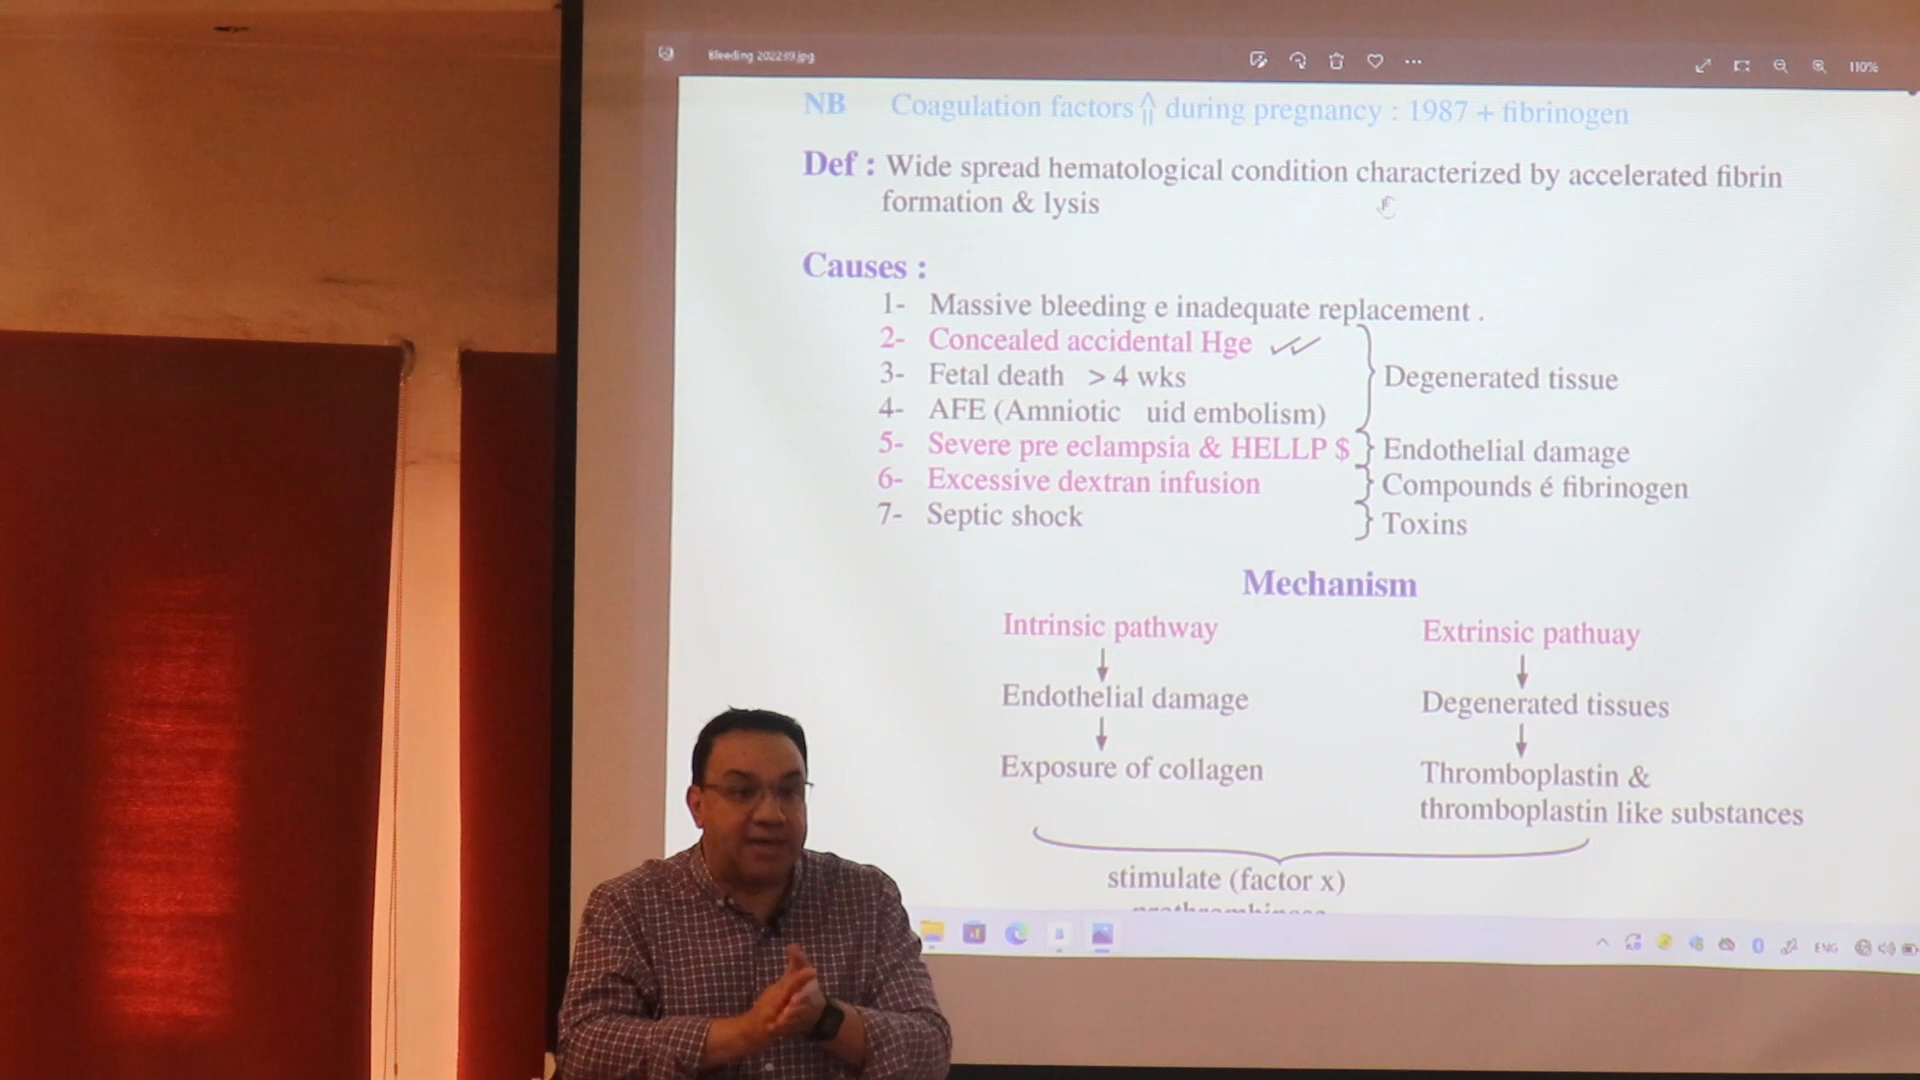 Bleeding 202239.jpg
110%
NB Coagulation factors ⇑ during pregnancy : 1987 + fibrinogen
Def : Wide spread hematological condition characterized by accelerated fibrin
formation & lysis
Causes :
1- Massive bleeding e inadequate replacement .
2- Concealed accidental Hge
3- Fetal death > 4 wks
4- AFE (Amniotic uid embolism)
Degenerated tissue
5- Severe pre eclampsia & HELLP $ } Endothelial damage
6- Excessive dextran infusion } Compounds é fibrinogen
7- Septic shock } Toxins
Mechanism
Intrinsic pathway
Endothelial damage
Exposure of collagen
Extrinsic pathuay
Degenerated tissues
Thromboplastin &
thromboplastin like substances
stimulate (factor x)
ENG